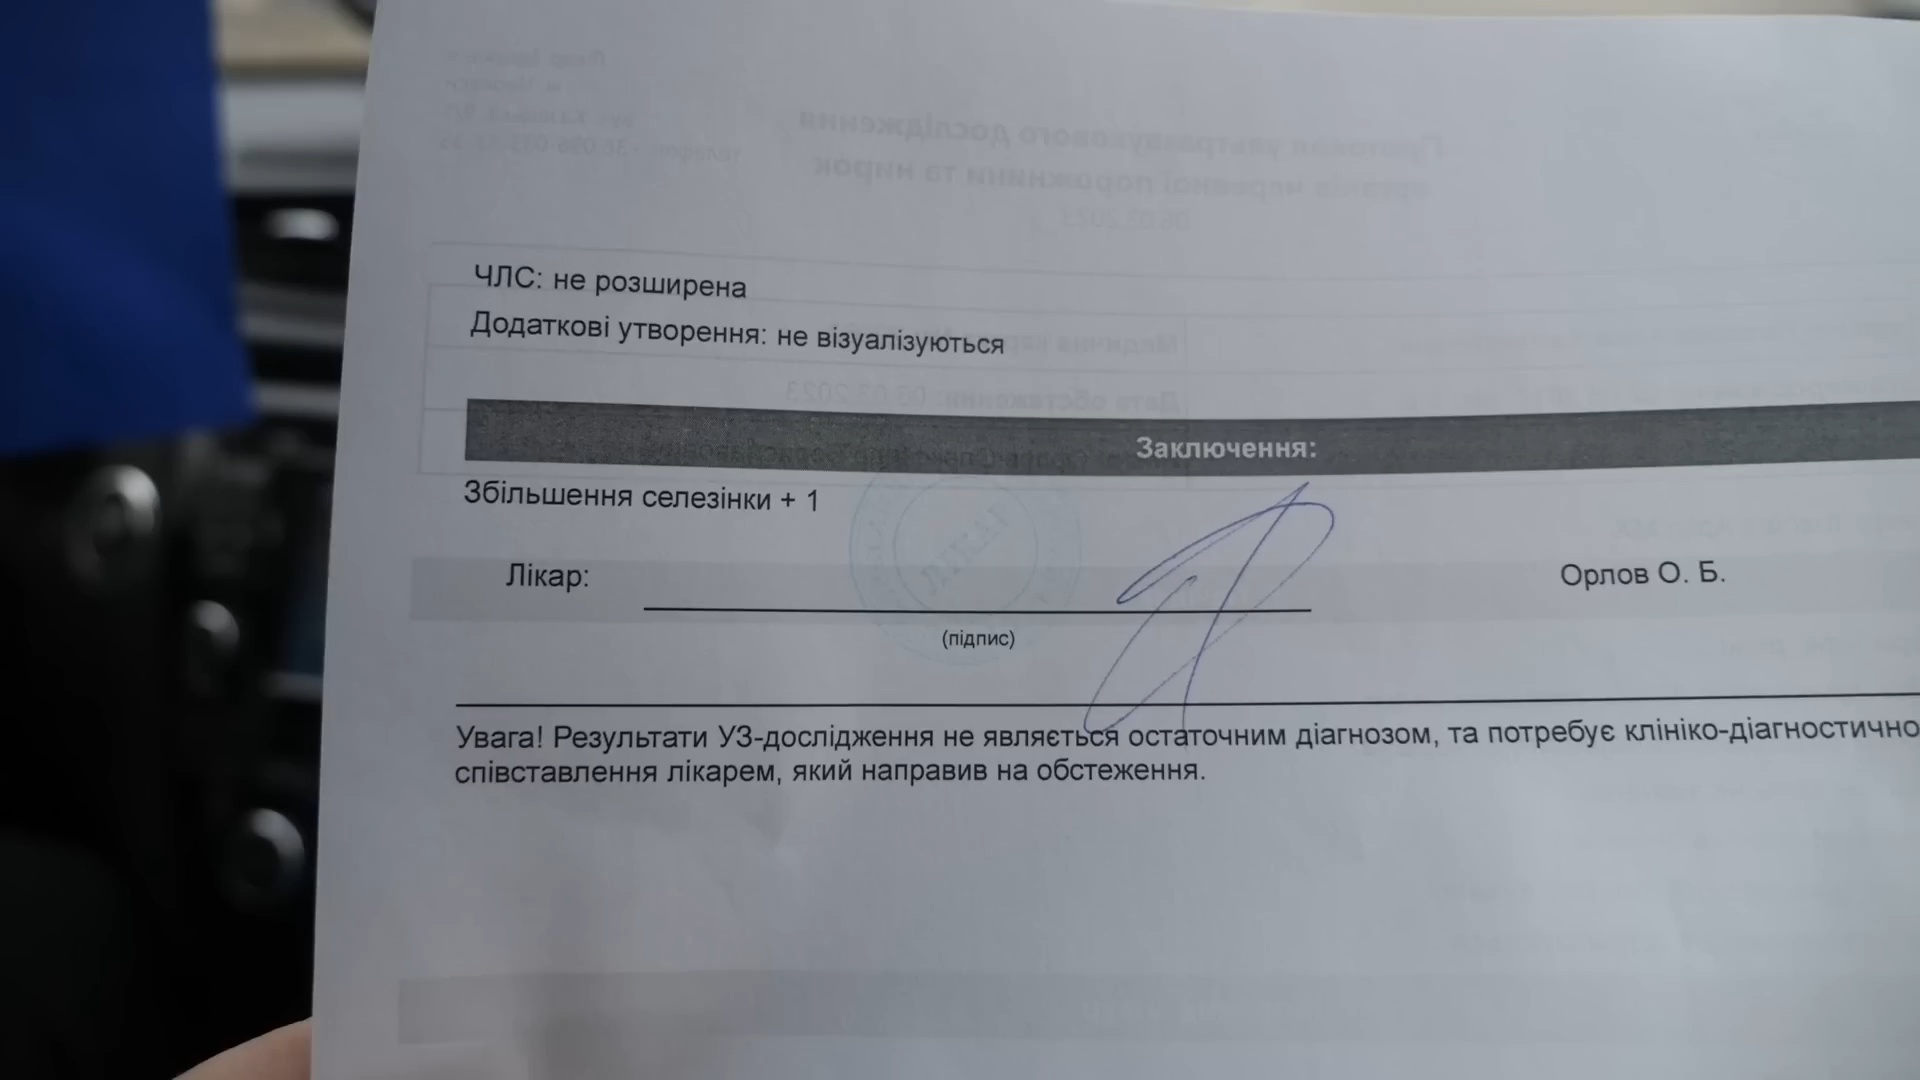 ЧЛС: не розширена
Додаткові утворення: не візуалізуються
Заключення:
Збільшення селезінки + 1
Лікар:
Орлов О. Б.
(підпис)
Увага! Результати УЗ-дослідження не являється остаточним діагнозом, та потребує клініко-діагностично
співставлення лікарем, який направив на обстеження.